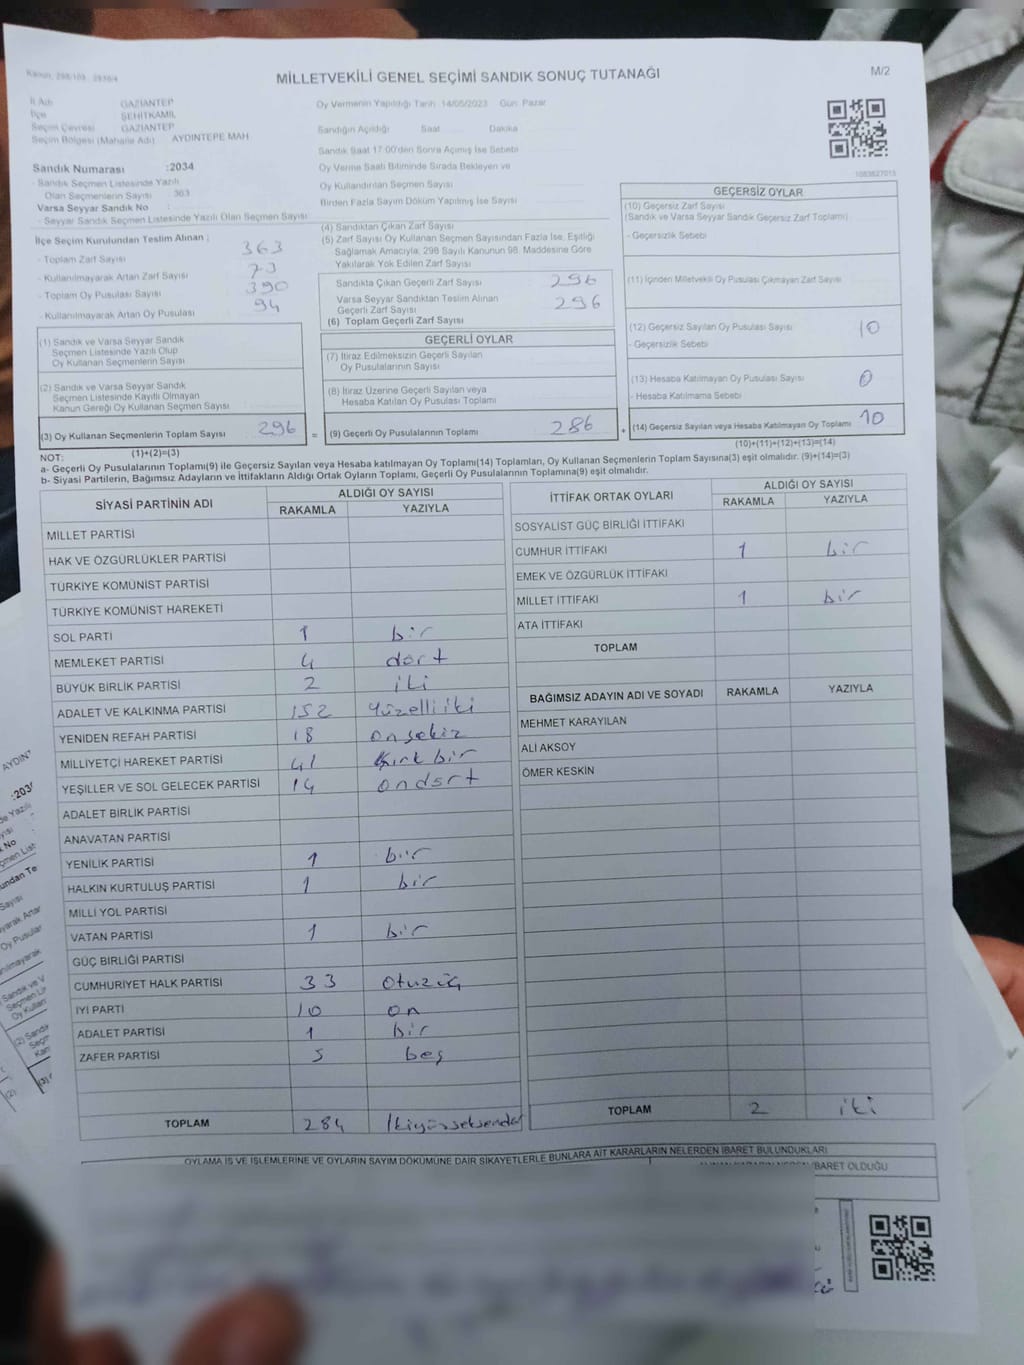 Kanun, 298/105 2839/4
MİLLETVEKİLİ GENEL SEÇİMİ SANDIK SONUÇ TUTANAĞI
M/2
İl Adı GAZİANTEP
İlçe ŞEHİTKAMİL
Seçim Çevresi GAZİANTEP
Seçim Bölgesi (Mahalle Adı) AYDINTEPE MAH
Oy Vermenin Yapıldığı Tarih 14/05/2023 Gün: Pazar
Sandığın Açıldığı Saat Dakika
Sandık Saat 17:00'den Sonra Açılmış İse Sebebi
Oy Verme Saati Bitiminde Sırada Bekleyen ve
Oy Kullandırılan Seçmen Sayısı
Birden Fazla Sayım Döküm Yapılmış İse Sayısı
Sandık Numarası :2034
- Sandık Seçmen Listesinde Yazılı
Olan Seçmenlerin Sayısı : 363
Varsa Seyyar Sandık No :
- Seyyar Sandık Seçmen Listesinde Yazılı Olan Seçmen Sayısı
İlçe Seçim Kurulundan Teslim Alınan ;
- Toplam Zarf Sayısı 363
- Kullanılmayarak Artan Zarf Sayısı 73
- Toplam Oy Pusulası Sayısı 390
- Kullanılmayarak Artan Oy Pusulası 94
(1) Sandık ve Varsa Seyyar Sandık
Seçmen Listesinde Yazılı Olup
Oy Kullanan Seçmenlerin Sayısı
(2) Sandık ve Varsa Seyyar Sandık
Seçmen Listesinde Kayıtlı Olmayan
Kanun Gereği Oy Kullanan Seçmen Sayısı
(3) Oy Kullanan Seçmenlerin Toplam Sayısı 296
(1)+(2)=(3)
(4) Sandıktan Çıkan Zarf Sayısı
(5) Zarf Sayısı Oy Kullanan Seçmen Sayısından Fazla İse, Eşitliği
Sağlamak Amacıyla; 298 Sayılı Kanunun 98. Maddesine Göre
Yakılarak Yok Edilen Zarf Sayısı
Sandıkta Çıkan Geçerli Zarf Sayısı 296
Varsa Seyyar Sandıktan Teslim Alınan
Geçerli Zarf Sayısı 296
(6) Toplam Geçerli Zarf Sayısı
GEÇERLİ OYLAR
(7) İtiraz Edilmeksizin Geçerli Sayılan
Oy Pusulalarının Sayısı
(8) İtiraz Üzerine Geçerli Sayılan veya
Hesaba Katılan Oy Pusulası Toplamı
= (9) Geçerli Oy Pusulalarının Toplamı 286 +
1083827015
GEÇERSİZ OYLAR
(10) Geçersiz Zarf Sayısı
(Sandık ve Varsa Seyyar Sandık Geçersiz Zarf Toplamı)
- Geçersizlik Sebebi
(11) İçinden Milletvekili Oy Pusulası Çıkmayan Zarf Sayısı
(12) Geçersiz Sayılan Oy Pusulası Sayısı 10
- Geçersizlik Sebebi
(13) Hesaba Katılmayan Oy Pusulası Sayısı 0
- Hesaba Katılmama Sebebi
(14) Geçersiz Sayılan veya Hesaba Katılmayan Oy Toplamı 10
(10)+(11)+(12)+(13)=(14)
NOT:
a- Geçerli Oy Pusulalarının Toplamı(9) ile Geçersiz Sayılan veya Hesaba katılmayan Oy Toplamı(14) Toplamları, Oy Kullanan Seçmenlerin Toplam Sayısına(3) eşit olmalıdır. (9)+(14)=(3)
b- Siyasi Partilerin, Bağımsız Adayların ve İttifakların Aldığı Ortak Oyların Toplamı, Geçerli Oy Pusulalarının Toplamına(9) eşit olmalıdır.
SİYASİ PARTİNİN ADI ALDIĞI OY SAYISI
RAKAMLA YAZIYLA
MİLLET PARTİSİ
HAK VE ÖZGÜRLÜKLER PARTİSİ
TÜRKİYE KOMÜNİST PARTİSİ
TÜRKİYE KOMÜNİST HAREKETİ
SOL PARTİ 1 bir
MEMLEKET PARTİSİ 4 dört
BÜYÜK BİRLİK PARTİSİ 2 iki
ADALET VE KALKINMA PARTİSİ 152 yüzelliiki
YENİDEN REFAH PARTİSİ 18 onsekiz
MİLLİYETÇİ HAREKET PARTİSİ 41 kırkbir
YEŞİLLER VE SOL GELECEK PARTİSİ 14 ondört
ADALET BİRLİK PARTİSİ
ANAVATAN PARTİSİ
YENİLİK PARTİSİ 1 bir
HALKIN KURTULUŞ PARTİSİ 1 bir
MİLLİ YOL PARTİSİ
VATAN PARTİSİ 1 bir
GÜÇ BİRLİĞİ PARTİSİ
CUMHURİYET HALK PARTİSİ 33 Otuzüç
İYİ PARTİ 10 on
ADALET PARTİSİ 1 bir
ZAFER PARTİSİ 5 beş
TOPLAM 284 İkiyüzseksendört
İTTİFAK ORTAK OYLARI ALDIĞI OY SAYISI
RAKAMLA YAZIYLA
SOSYALİST GÜÇ BİRLİĞİ İTTİFAKI
CUMHUR İTTİFAKI 1 bir
EMEK VE ÖZGÜRLÜK İTTİFAKI
MİLLET İTTİFAKI 1 bir
ATA İTTİFAKI
TOPLAM
BAĞIMSIZ ADAYIN ADI VE SOYADI RAKAMLA YAZIYLA
MEHMET KARAYILAN
ALİ AKSOY
ÖMER KESKİN
TOPLAM 2 iki
OYLAMA İŞ VE İŞLEMLERİNE VE OYLARIN SAYIM DÖKÜMÜNE DAİR ŞİKAYETLERLE BUNLARA AİT KARARLARIN NELERDEN İBARET BULUNDUKLARI
İBARET OLDUĞU